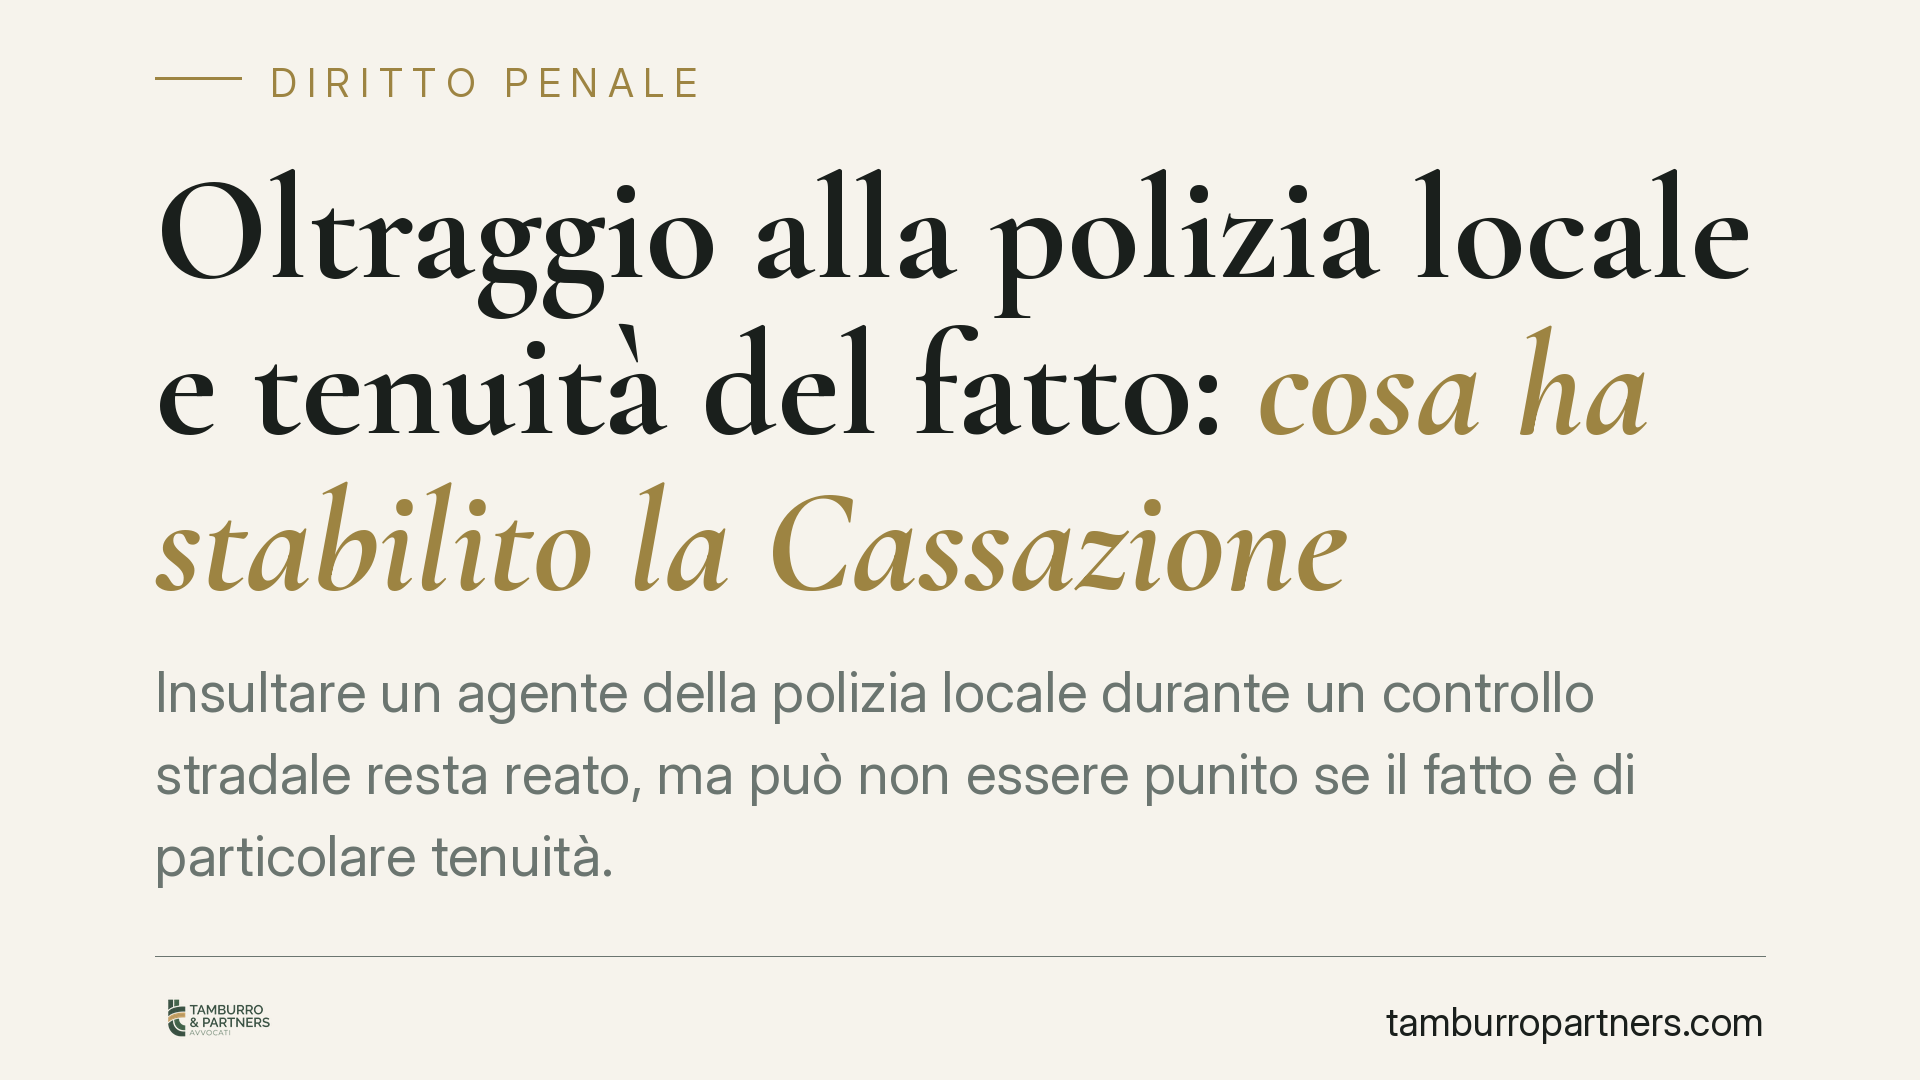 DIRITTO PENALE
Oltraggio alla polizia locale
e tenuità del fatto: cosa ha
stabilito la Cassazione
Insultare un agente della polizia locale durante un controllo
stradale resta reato, ma può non essere punito se il fatto è di
particolare tenuità.
TAMBURRO
& PARTNERS
AVVOCATI
tamburropartners.com